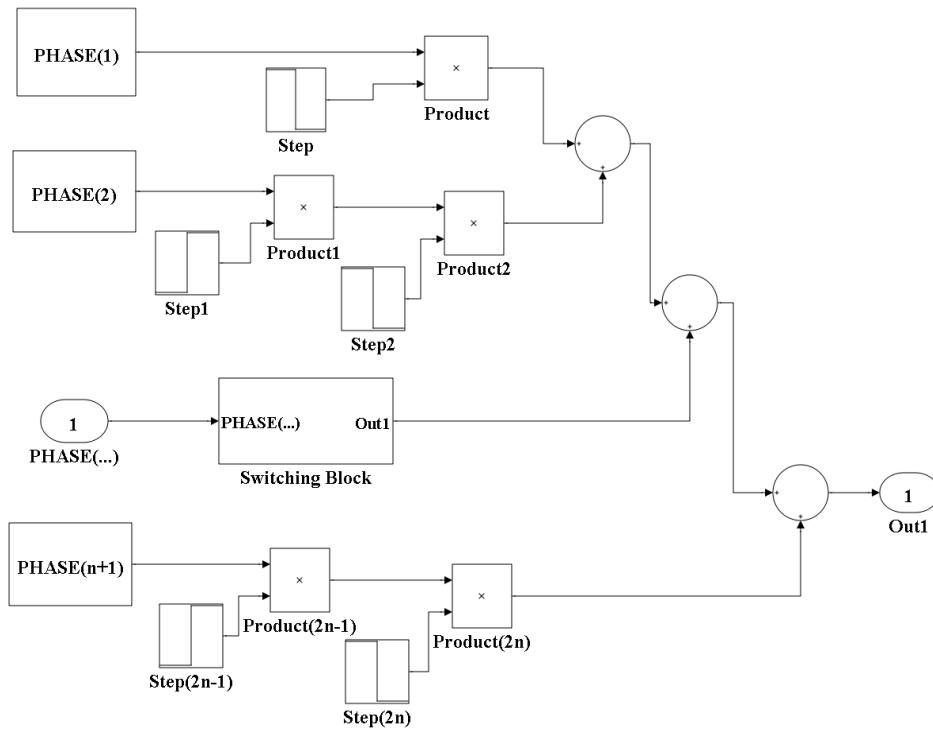 PHASE(1)
×
Product
Step
+
+
PHASE(2)
×
Product1
×
Product2
Step1
Step2
+
+
1
PHASE(...)
PHASE(...)
Out1
Switching Block
+
+
1
Out1
PHASE(n+1)
×
Product(2n-1)
×
Product(2n)
Step(2n-1)
Step(2n)